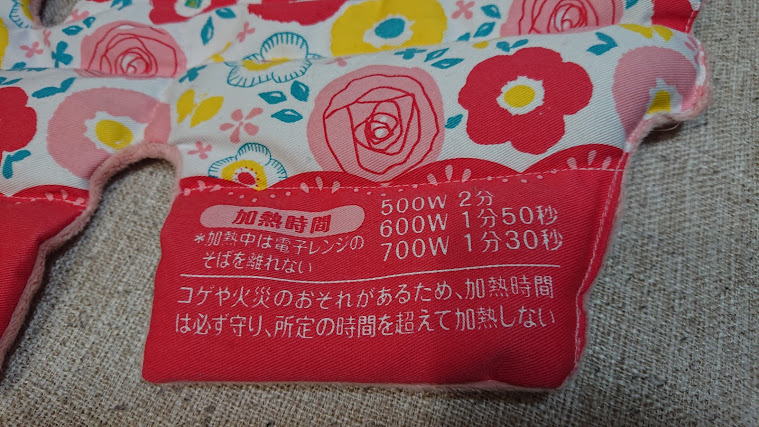 加熱時間
*加熱中は電子レンジの
そばを離れない
500W 2分
600W 1分50秒
700W 1分30秒
コゲや火災のおそれがあるため、加熱時間
は必ず守り、所定の時間を超えて加熱しない